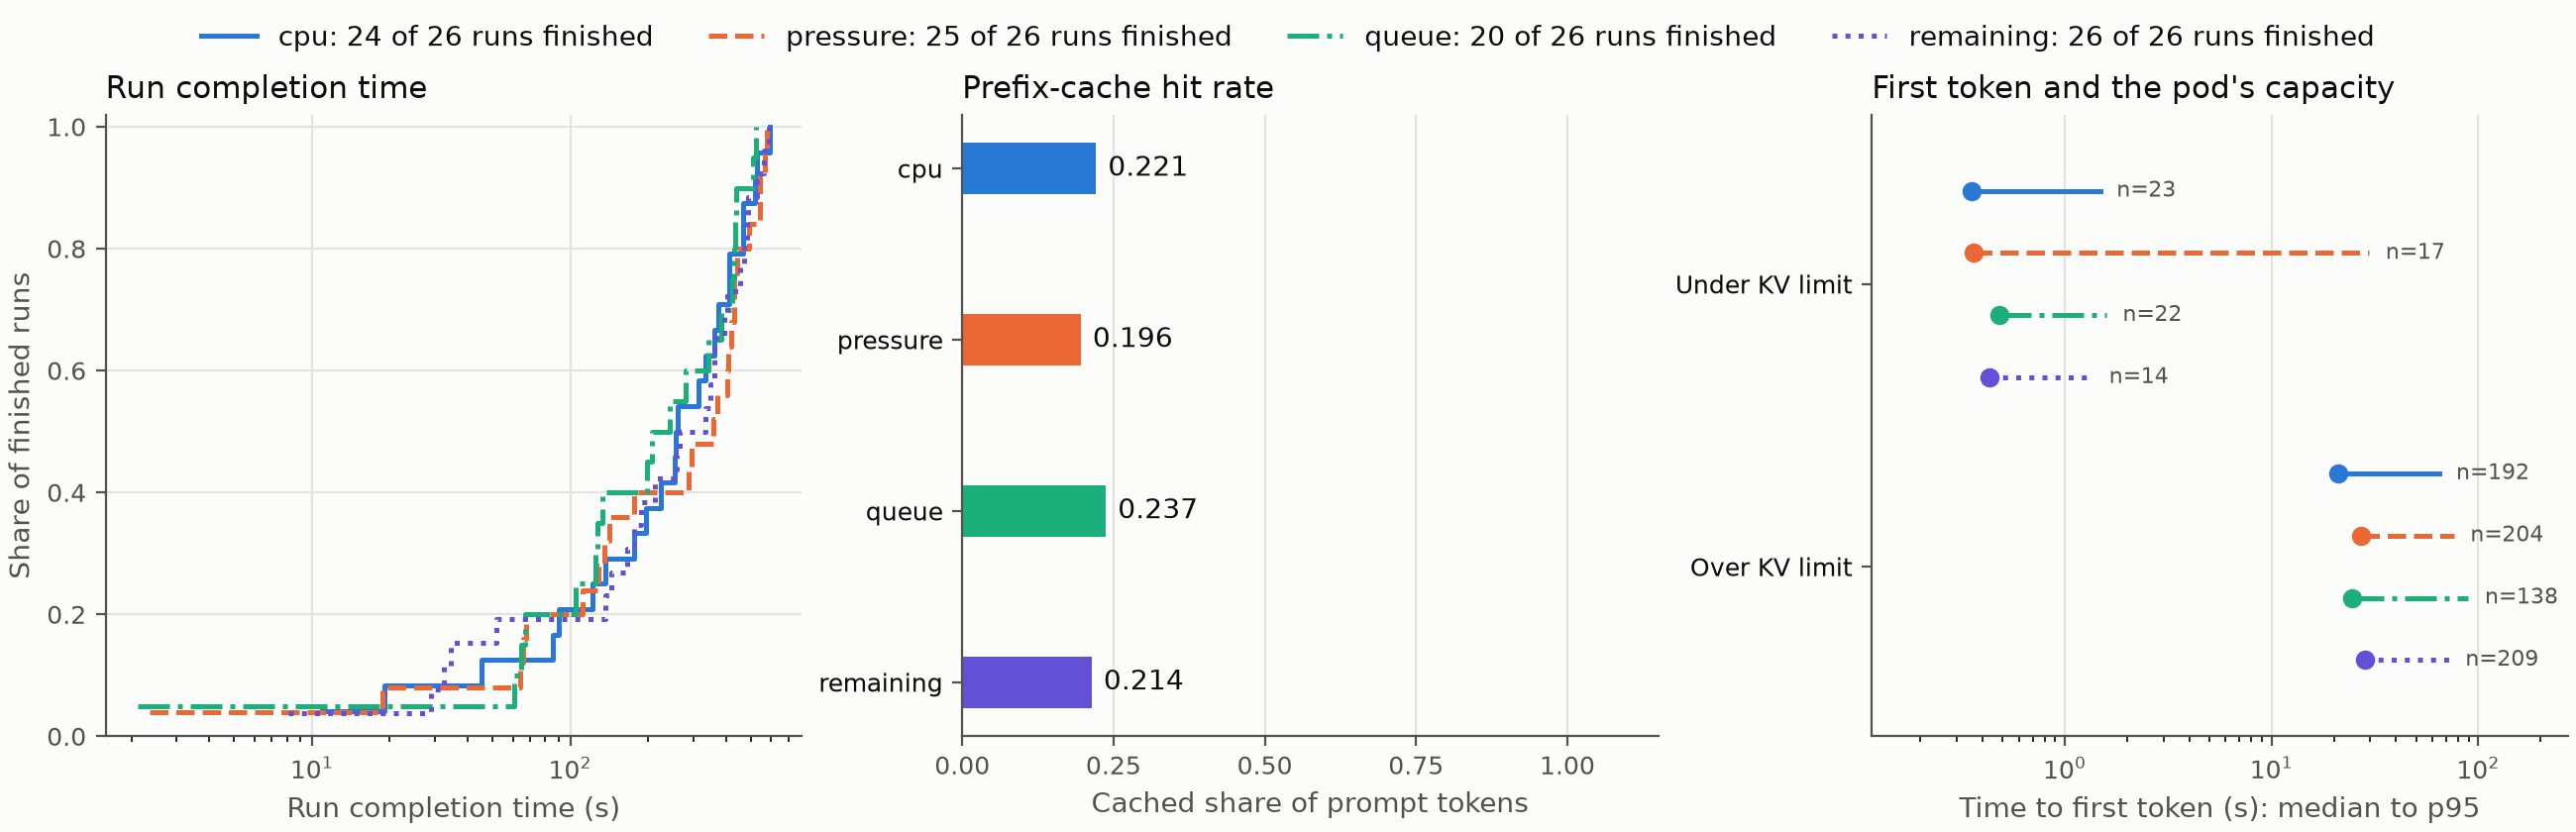 cpu: 24 of 26 runs finished
pressure: 25 of 26 runs finished
queue: 20 of 26 runs finished
remaining: 26 of 26 runs finished
Run completion time
Share of finished runs
1.0
0.8
0.6
0.4
0.2
0.0
10¹
10²
Run completion time (s)
Prefix-cache hit rate
cpu
0.221
pressure
0.196
queue
0.237
remaining
0.214
0.00
0.25
0.50
0.75
1.00
Cached share of prompt tokens
First token and the pod's capacity
Under KV limit
n=23
n=17
n=22
n=14
Over KV limit
n=192
n=204
n=138
n=209
10⁰
10¹
10²
Time to first token (s): median to p95